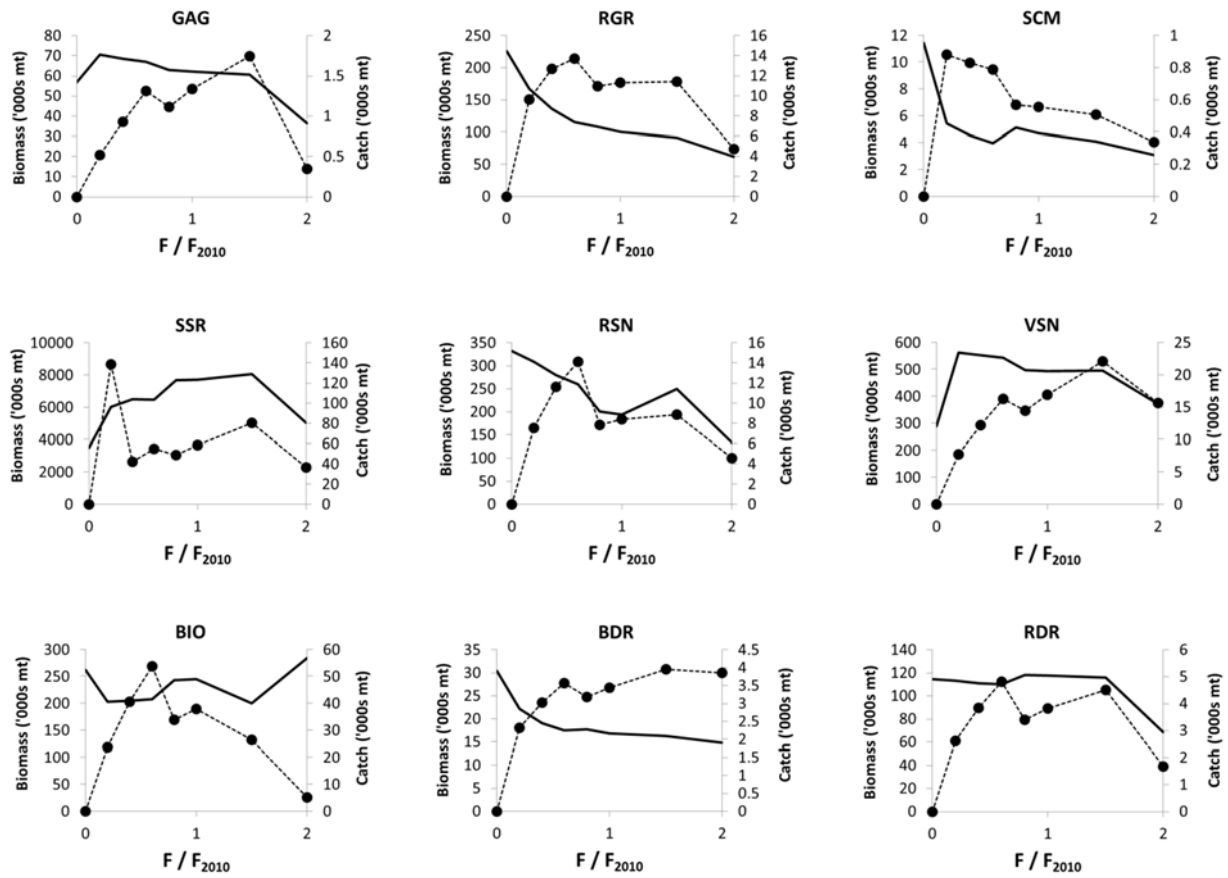 GAG
Biomass ('000s mt)
80
70
60
50
40
30
20
10
0
2
1.5
1
0.5
0
Catch ('000s mt)
0 1 2
F / F2010
RGR
Biomass ('000s mt)
250
200
150
100
50
0
16
14
12
10
8
6
4
2
0
Catch ('000s mt)
0 1 2
F / F2010
SCM
Biomass ('000s mt)
12
10
8
6
4
2
0
1
0.8
0.6
0.4
0.2
0
Catch ('000s mt)
0 1 2
F / F2010
SSR
Biomass ('000s mt)
10000
8000
6000
4000
2000
0
160
140
120
100
80
60
40
20
0
Catch ('000s mt)
0 1 2
F / F2010
RSN
Biomass ('000s mt)
350
300
250
200
150
100
50
0
16
14
12
10
8
6
4
2
0
Catch ('000s mt)
0 1 2
F / F2010
VSN
Biomass ('000s mt)
600
500
400
300
200
100
0
25
20
15
10
5
0
Catch ('000s mt)
0 1 2
F / F2010
BIO
Biomass ('000s mt)
300
250
200
150
100
50
0
60
50
40
30
20
10
0
Catch ('000s mt)
0 1 2
F / F2010
BDR
Biomass ('000s mt)
35
30
25
20
15
10
5
0
4.5
4
3.5
3
2.5
2
1.5
1
0.5
0
Catch ('000s mt)
0 1 2
F / F2010
RDR
Biomass ('000s mt)
140
120
100
80
60
40
20
0
6
5
4
3
2
1
0
Catch ('000s mt)
0 1 2
F / F2010